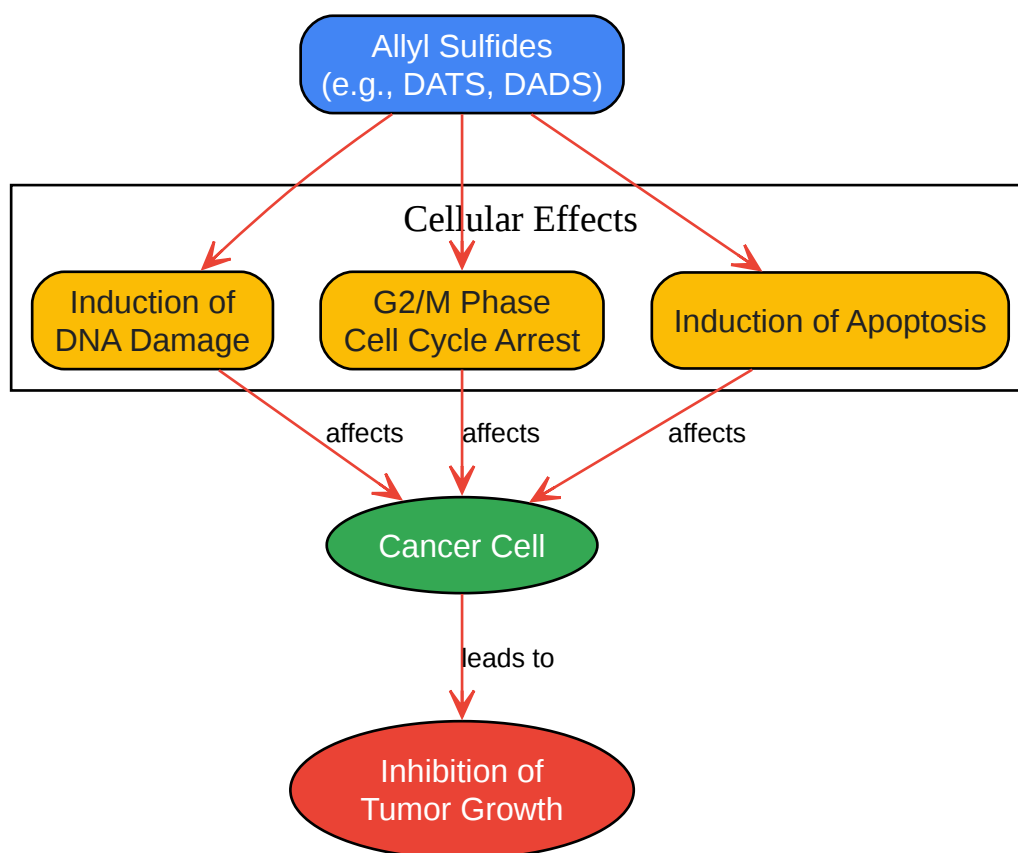 Allyl Sulfides
(e.g., DATS, DADS)
Cellular Effects
Induction of
DNA Damage
G2/M Phase
Cell Cycle Arrest
Induction of Apoptosis
affects
affects
affects
Cancer Cell
leads to
Inhibition of
Tumor Growth